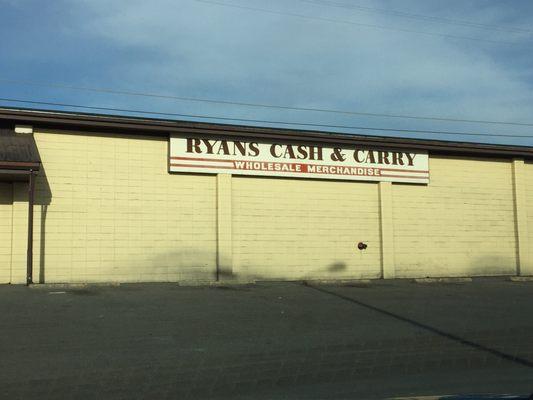 RYANS CASH & CARRY
WHOLESALE MERCHANDISE